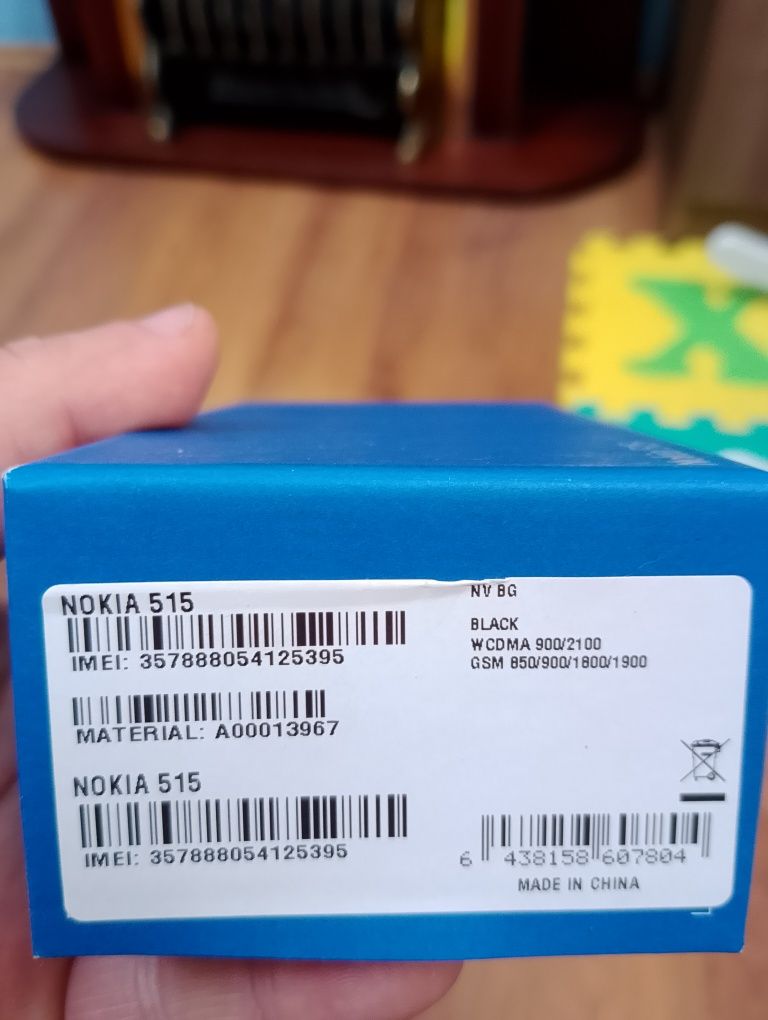 NOKIA 515
IMEI: 357888054125395
MATERIAL: A00013967
NOKIA 515
IMEI: 357888054125395
NV BG
BLACK
WCDMA 900/2100
GSM 850/900/1800/1900
6 438158 607804
MADE IN CHINA
X